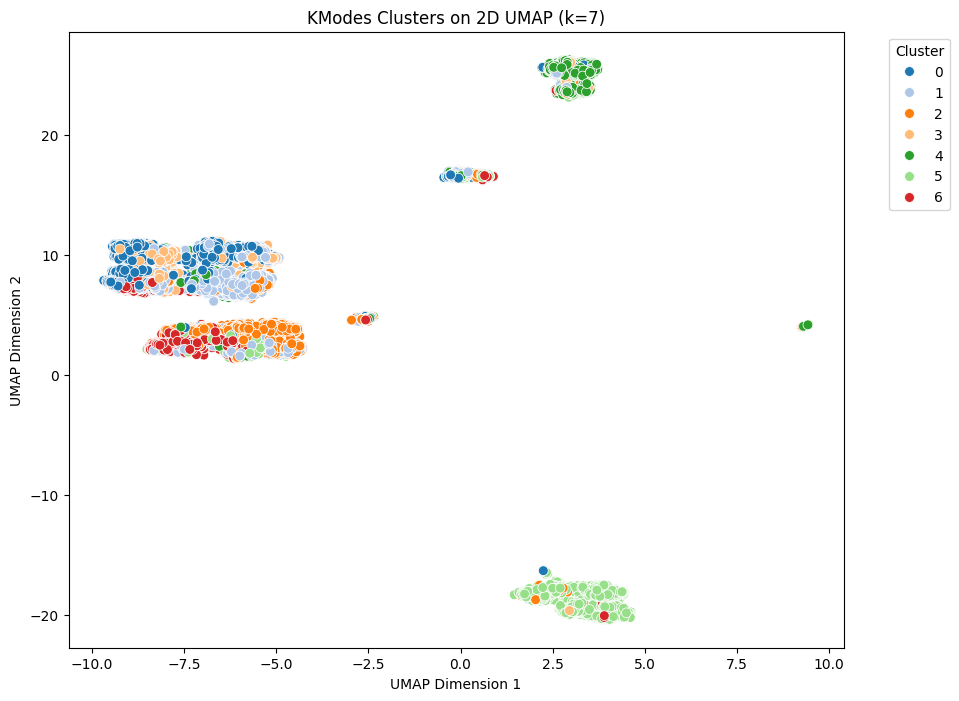 KModes Clusters on 2D UMAP (k=7)
Cluster
0
1
2
3
4
5
6
20
10
0
−10
−20
UMAP Dimension 2
−10.0 −7.5 −5.0 −2.5 0.0 2.5 5.0 7.5 10.0
UMAP Dimension 1